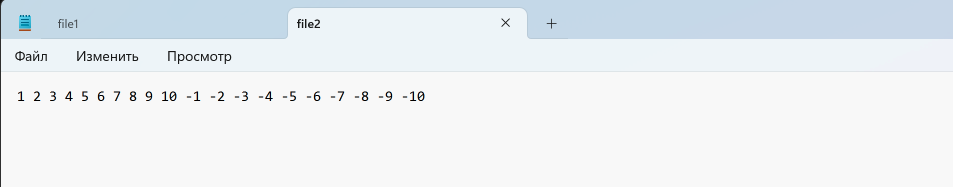 file1 file2
Файл Изменить Просмотр
1 2 3 4 5 6 7 8 9 10 -1 -2 -3 -4 -5 -6 -7 -8 -9 -10